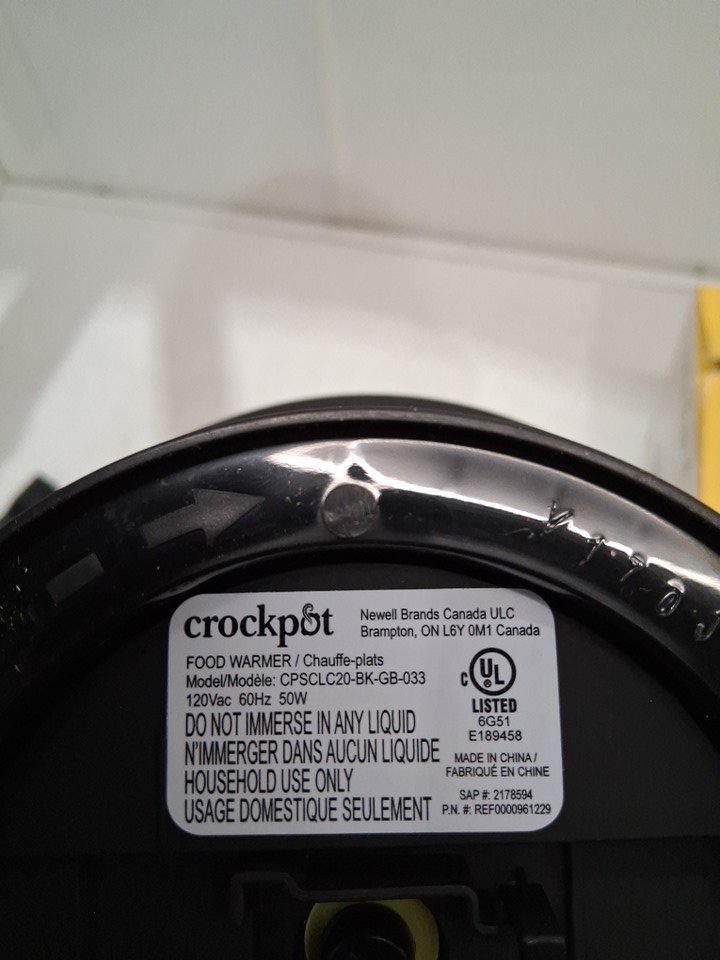 crockpot
Newell Brands Canada ULC
Brampton, ON L6Y 0M1 Canada
FOOD WARMER / Chauffe-plats
Model/Modèle: CPSCLC20-BK-GB-033
120Vac 60Hz 50W
DO NOT IMMERSE IN ANY LIQUID
N'IMMERGER DANS AUCUN LIQUIDE
HOUSEHOLD USE ONLY
USAGE DOMESTIQUE SEULEMENT
C UL US
LISTED
6G51
E189458
MADE IN CHINA /
FABRIQUÉ EN CHINE
SAP #: 2178594
P.N. #: REF0000961229